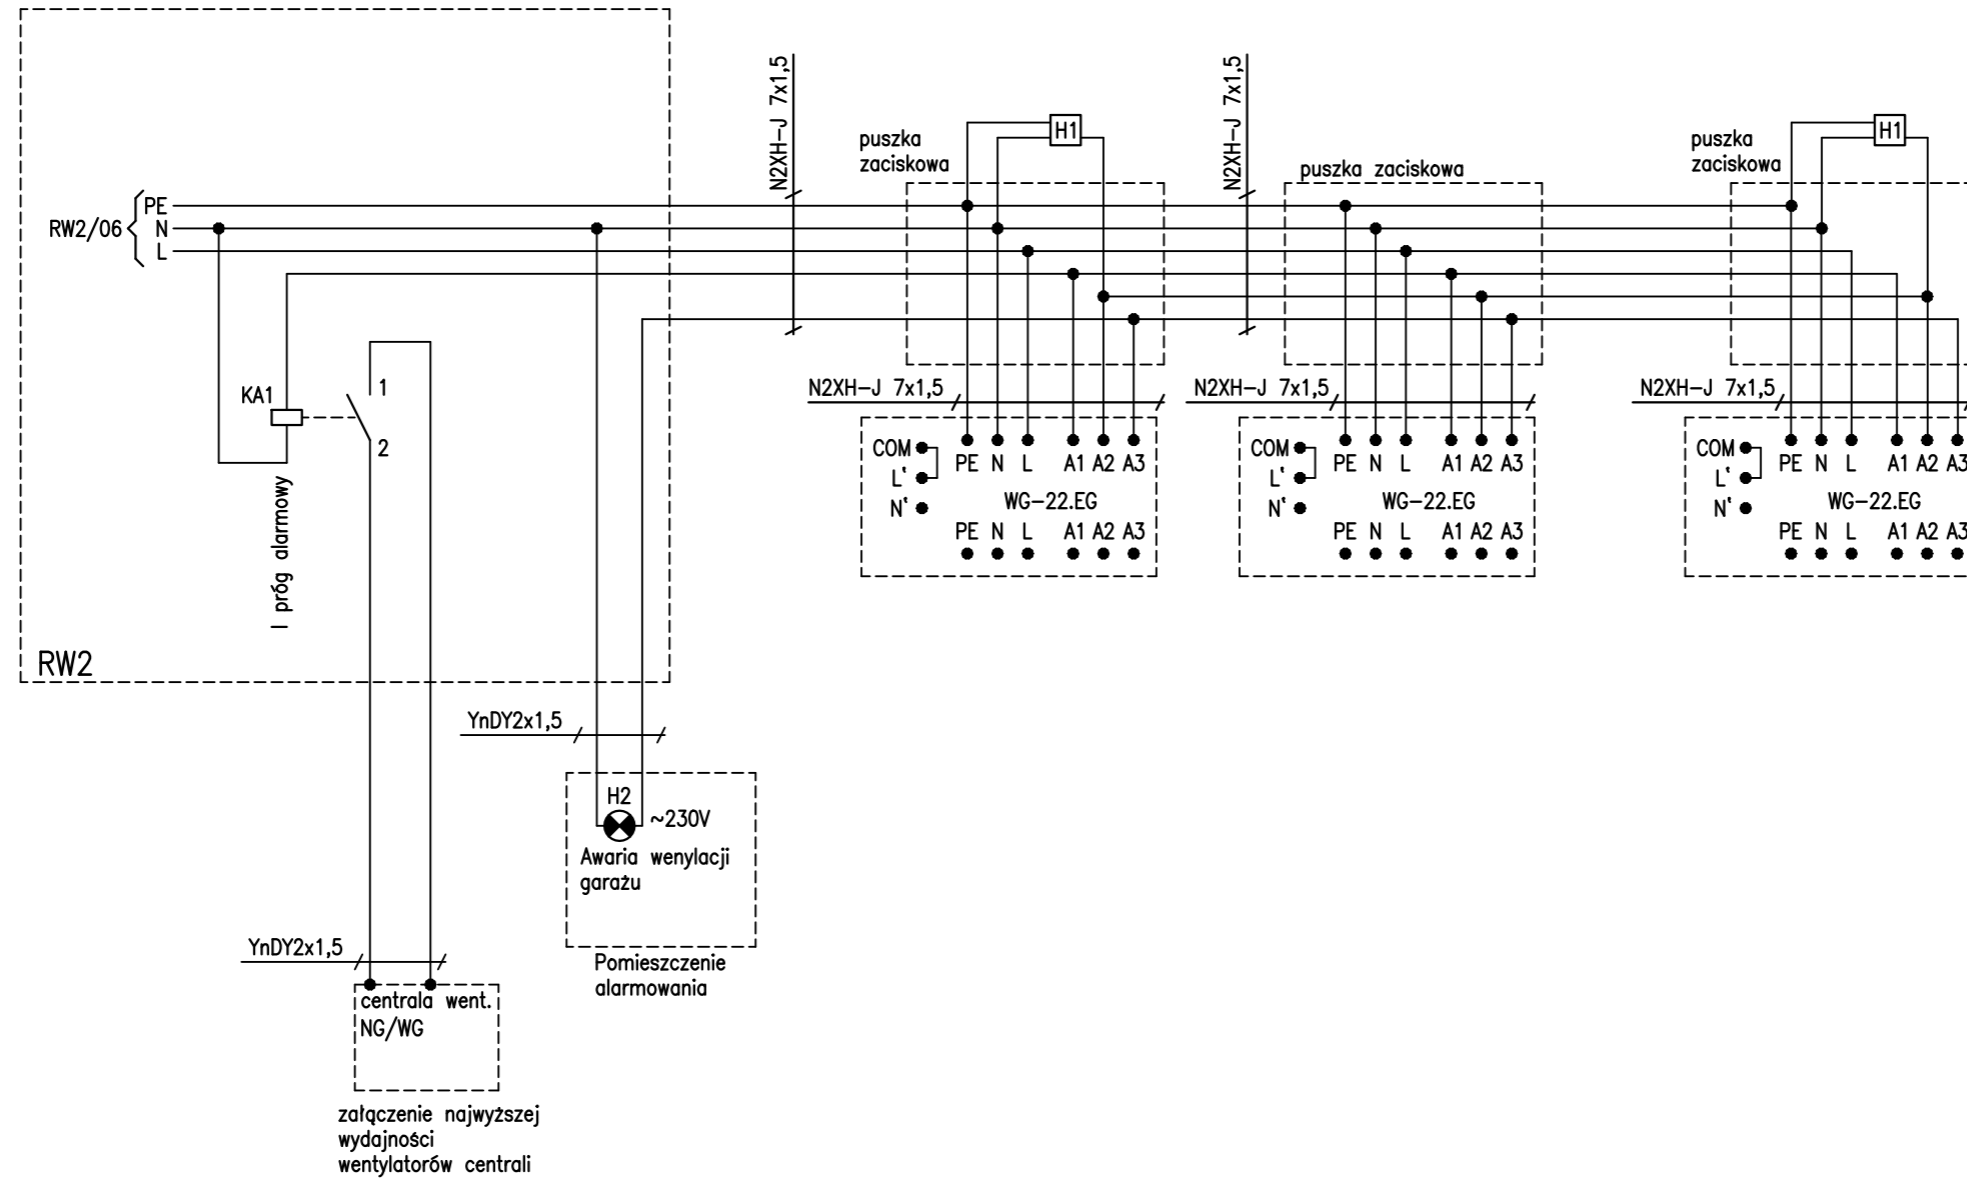 N2XH-J 7x1,5
N2XH-J 7x1,5
puszka
zaciskowa
H1
puszka zaciskowa
puszka
zaciskowa
H1
RW2/06
PE
N
L
KA1
1
2
I próg alarmowy
RW2
N2XH-J 7x1,5
COM
L'
N'
PE N L A1 A2 A3
WG-22.EG
PE N L A1 A2 A3
N2XH-J 7x1,5
COM
L'
N'
PE N L A1 A2 A3
WG-22.EG
PE N L A1 A2 A3
N2XH-J 7x1,5
COM
L'
N'
PE N L A1 A2 A3
WG-22.EG
PE N L A1 A2 A3
YnDY2x1,5
H2
~230V
Awaria wenylacji
garażu
Pomieszczenie
alarmowania
YnDY2x1,5
centrala went.
NG/WG
załączenie najwyższej
wydajności
wentylatorów centrali